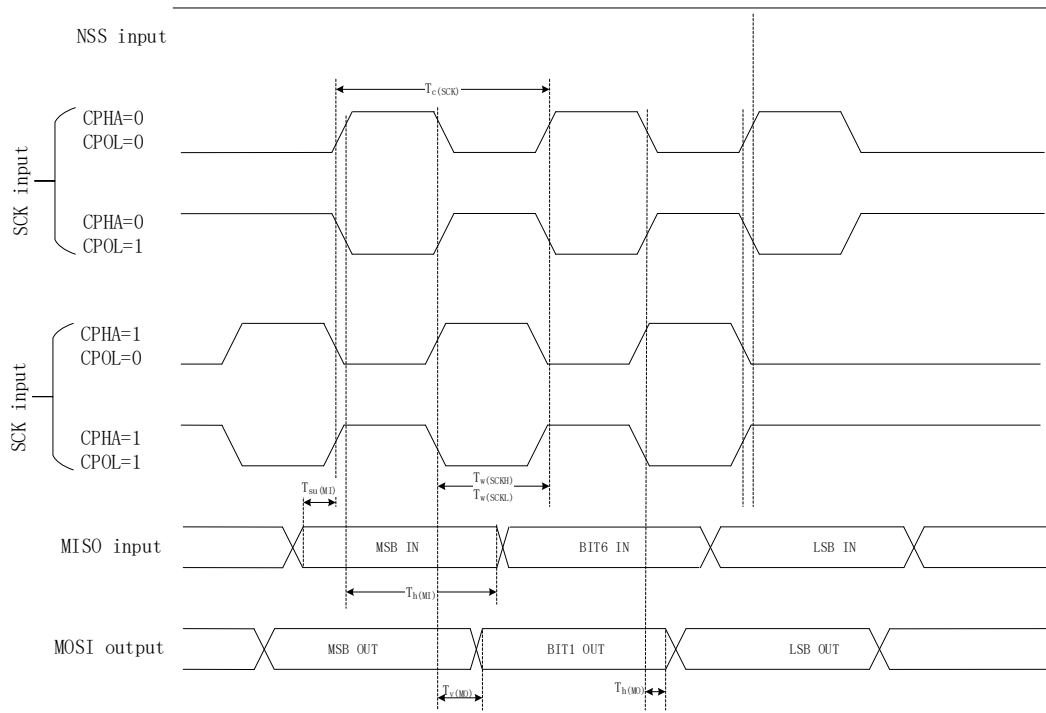 NSS input
Tc(SCK)
CPHA=0
CPOL=0
SCK input
CPHA=0
CPOL=1
CPHA=1
CPOL=0
SCK input
CPHA=1
CPOL=1
Tw(SCKH)
Tw(SCKL)
Tsu(MI)
MISO input
MSB IN
BIT6 IN
LSB IN
Th(MI)
MOSI output
MSB OUT
BIT1 OUT
LSB OUT
Tv(MO)
Th(MO)